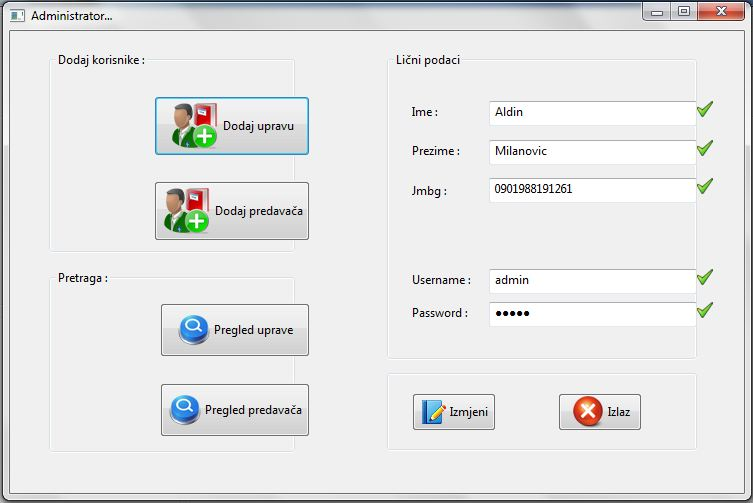 Administrator...
Dodaj korisnike :
Dodaj upravu
Dodaj predavača
Pretraga :
Pregled uprave
Pregled predavača
Lični podaci
Ime : Aldin
Prezime : Milanovic
Jmbg : 0901988191261
Username : admin
Password : ●●●●●
Izmjeni
Izlaz